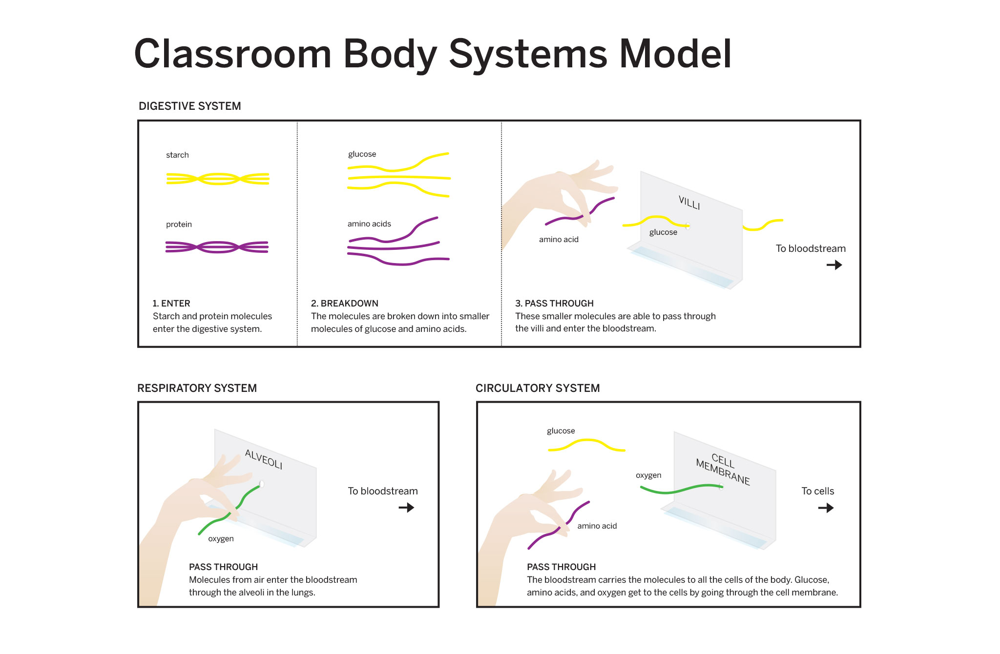 Classroom Body Systems Model
DIGESTIVE SYSTEM
starch
protein
1. ENTER
Starch and protein molecules
enter the digestive system.
glucose
amino acids
2. BREAKDOWN
The molecules are broken down into smaller
molecules of glucose and amino acids.
VILLI
glucose
amino acid
To bloodstream
3. PASS THROUGH
These smaller molecules are able to pass through
the villi and enter the bloodstream.
RESPIRATORY SYSTEM
ALVEOLI
To bloodstream
oxygen
PASS THROUGH
Molecules from air enter the bloodstream
through the alveoli in the lungs.
CIRCULATORY SYSTEM
glucose
CELL
MEMBRANE
oxygen
To cells
amino acid
PASS THROUGH
The bloodstream carries the molecules to all the cells of the body. Glucose,
amino acids, and oxygen get to the cells by going through the cell membrane.